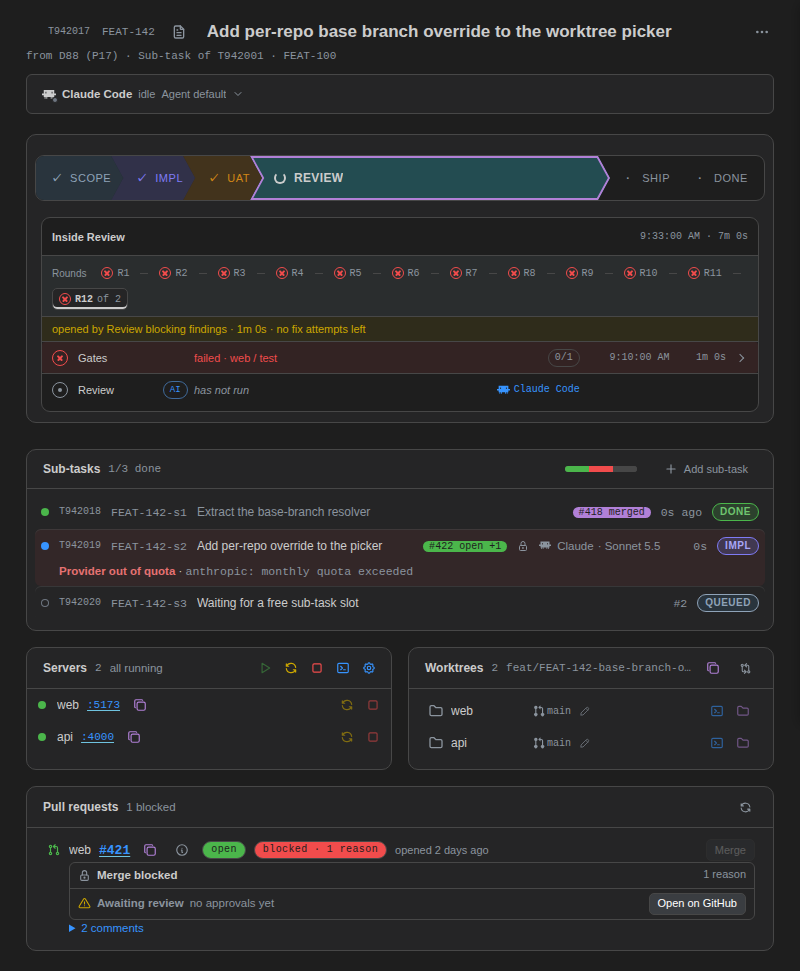 T942017 FEAT-142 Add per-repo base branch override to the worktree picker
from D88 (P17) · Sub-task of T942001 · FEAT-100
Claude Code idle Agent default
SCOPE IMPL UAT REVIEW SHIP DONE
Inside Review 9:33:00 AM · 7m 0s
Rounds R1 R2 R3 R4 R5 R6 R7 R8 R9 R10 R11
R12 of 2
opened by Review blocking findings · 1m 0s · no fix attempts left
Gates failed · web / test 0/1 9:10:00 AM 1m 0s
Review AI has not run Claude Code
Sub-tasks 1/3 done Add sub-task
T942018 FEAT-142-s1 Extract the base-branch resolver #418 merged 0s ago DONE
T942019 FEAT-142-s2 Add per-repo override to the picker #422 open +1 Claude · Sonnet 5.5 0s IMPL
Provider out of quota · anthropic: monthly quota exceeded
T942020 FEAT-142-s3 Waiting for a free sub-task slot #2 QUEUED
Servers 2 all running
web :5173
api :4000
Worktrees 2 feat/FEAT-142-base-branch-o…
web main
api main
Pull requests 1 blocked
web #421 open blocked · 1 reason opened 2 days ago Merge
Merge blocked 1 reason
Awaiting review no approvals yet Open on GitHub
2 comments